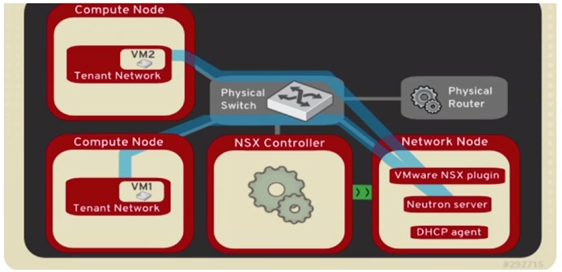 Compute Node
VM2
Tenant Network
Physical
Switch
Physical
Router
Compute Node
VM1
Tenant Network
NSX Controller
Network Node
VMware NSX plugin
Neutron server
DHCP agent
#292715